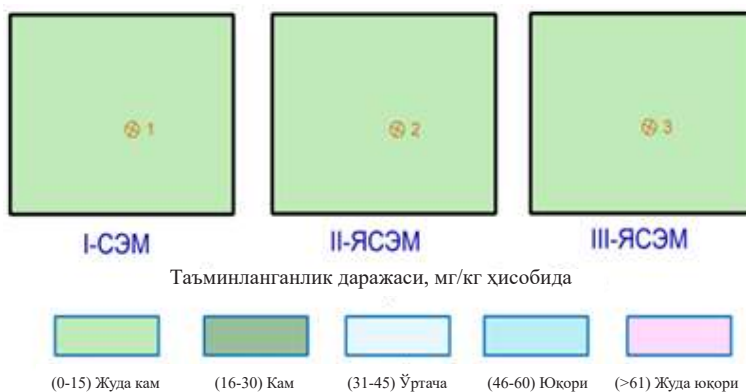 1 2 3
I-СЭМ II-ЯСЭМ III-ЯСЭМ
Таъминланганлик даражаси, мг/кг ҳисобида
(0-15) Жуда кам (16-30) Кам (31-45) Ўртача (46-60) Юқори (>61) Жуда юқори